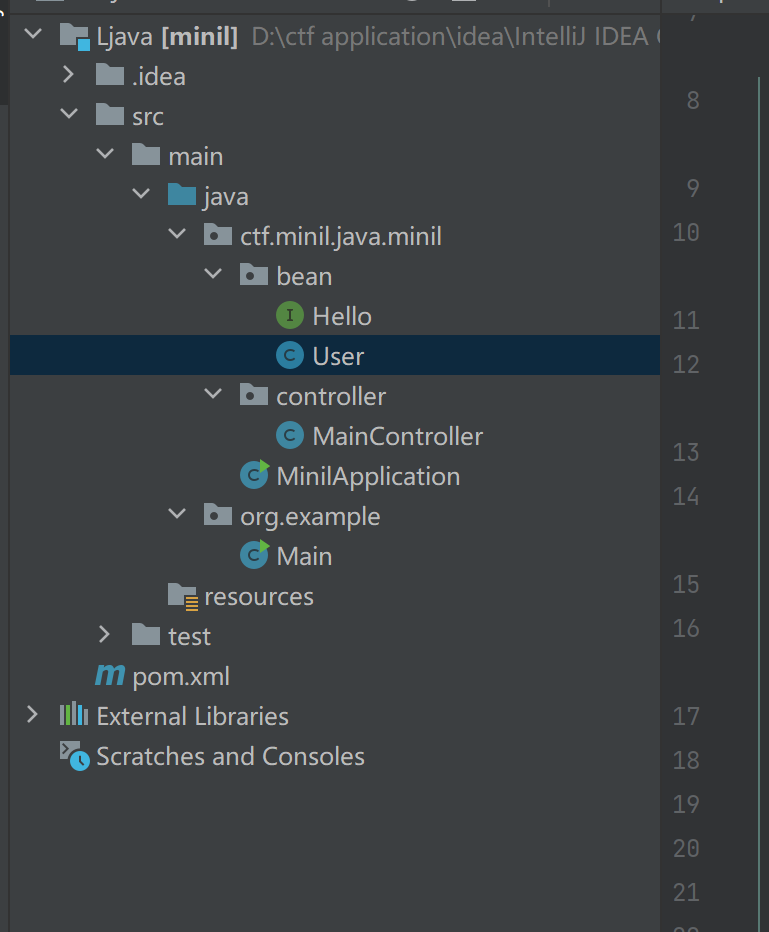 Ljava [minil] D:\ctf application\idea\IntelliJ IDEA
.idea
src
main
java
ctf.minil.java.minil
bean
Hello
User
controller
MainController
MinilApplication
org.example
Main
resources
test
pom.xml
External Libraries
Scratches and Consoles
8
9
10
11
12
13
14
15
16
17
18
19
20
21